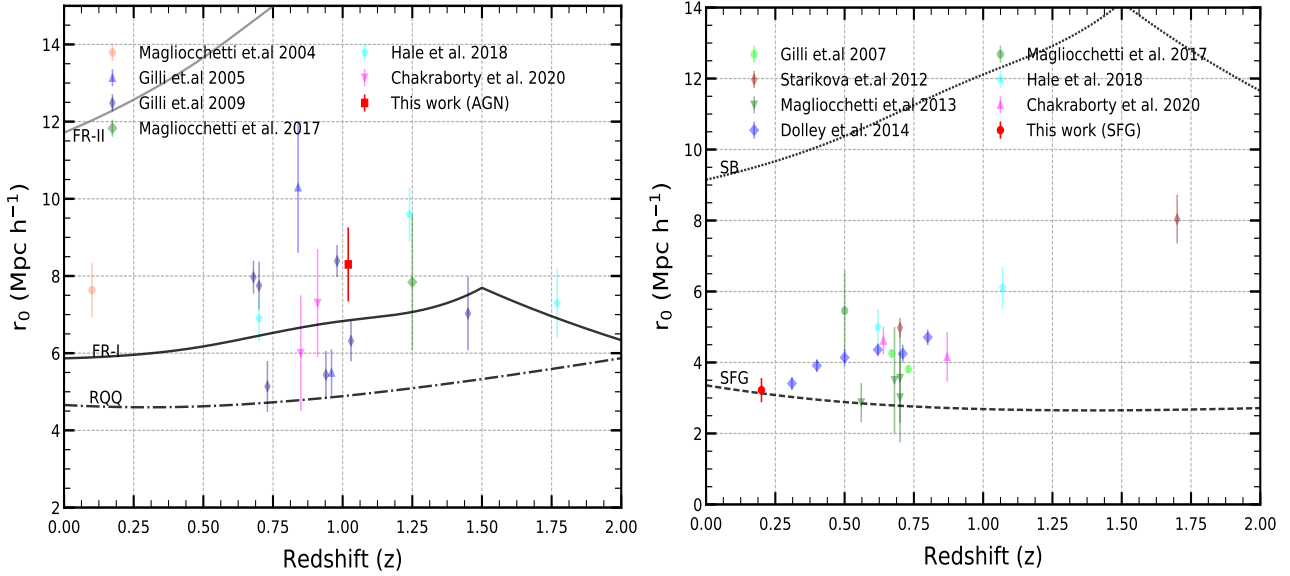 14
12
10
8
6
4
2
0.00 0.25 0.50 0.75 1.00 1.25 1.50 1.75 2.00
Redshift (z)
r₀ (Mpc h⁻¹)
Magliocchetti et.al 2004
Gilli et.al 2005
Gilli et.al 2009
Magliocchetti et al. 2017
Hale et al. 2018
Chakraborty et al. 2020
This work (AGN)
FR-II
FR-I
RQQ
14
12
10
8
6
4
2
0
0.00 0.25 0.50 0.75 1.00 1.25 1.50 1.75 2.00
Redshift (z)
r₀ (Mpc h⁻¹)
Gilli et.al 2007
Starikova et.al 2012
Magliocchetti et.al 2013
Dolley et al. 2014
Magliocchetti et al. 2017
Hale et al. 2018
Chakraborty et al. 2020
This work (SFG)
SB
SFG